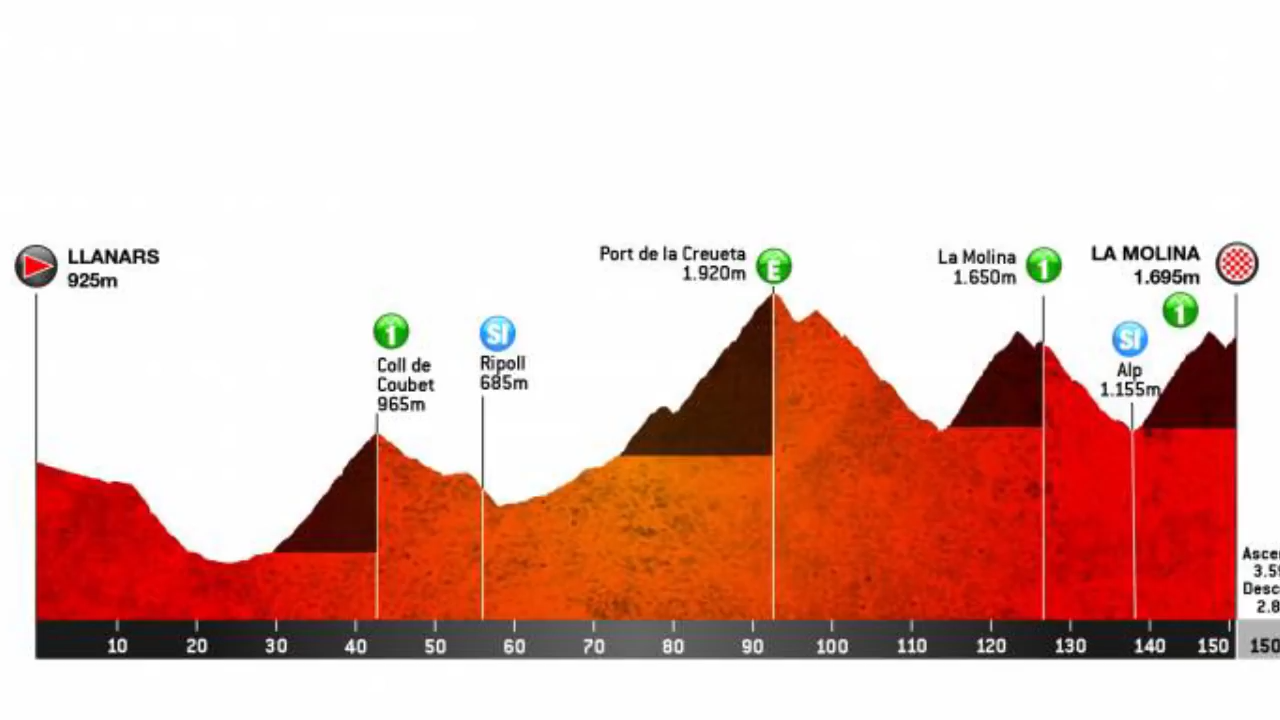 LLANARS
925m
1
Coll de
Coubet
965m
SI
Ripoll
685m
Port de la Creueta
1.920m
E
La Molina
1.650m
1
LA MOLINA
1.695m
1
SI
Alp
1.155m
10 20 30 40 50 60 70 80 90 100 110 120 130 140 150